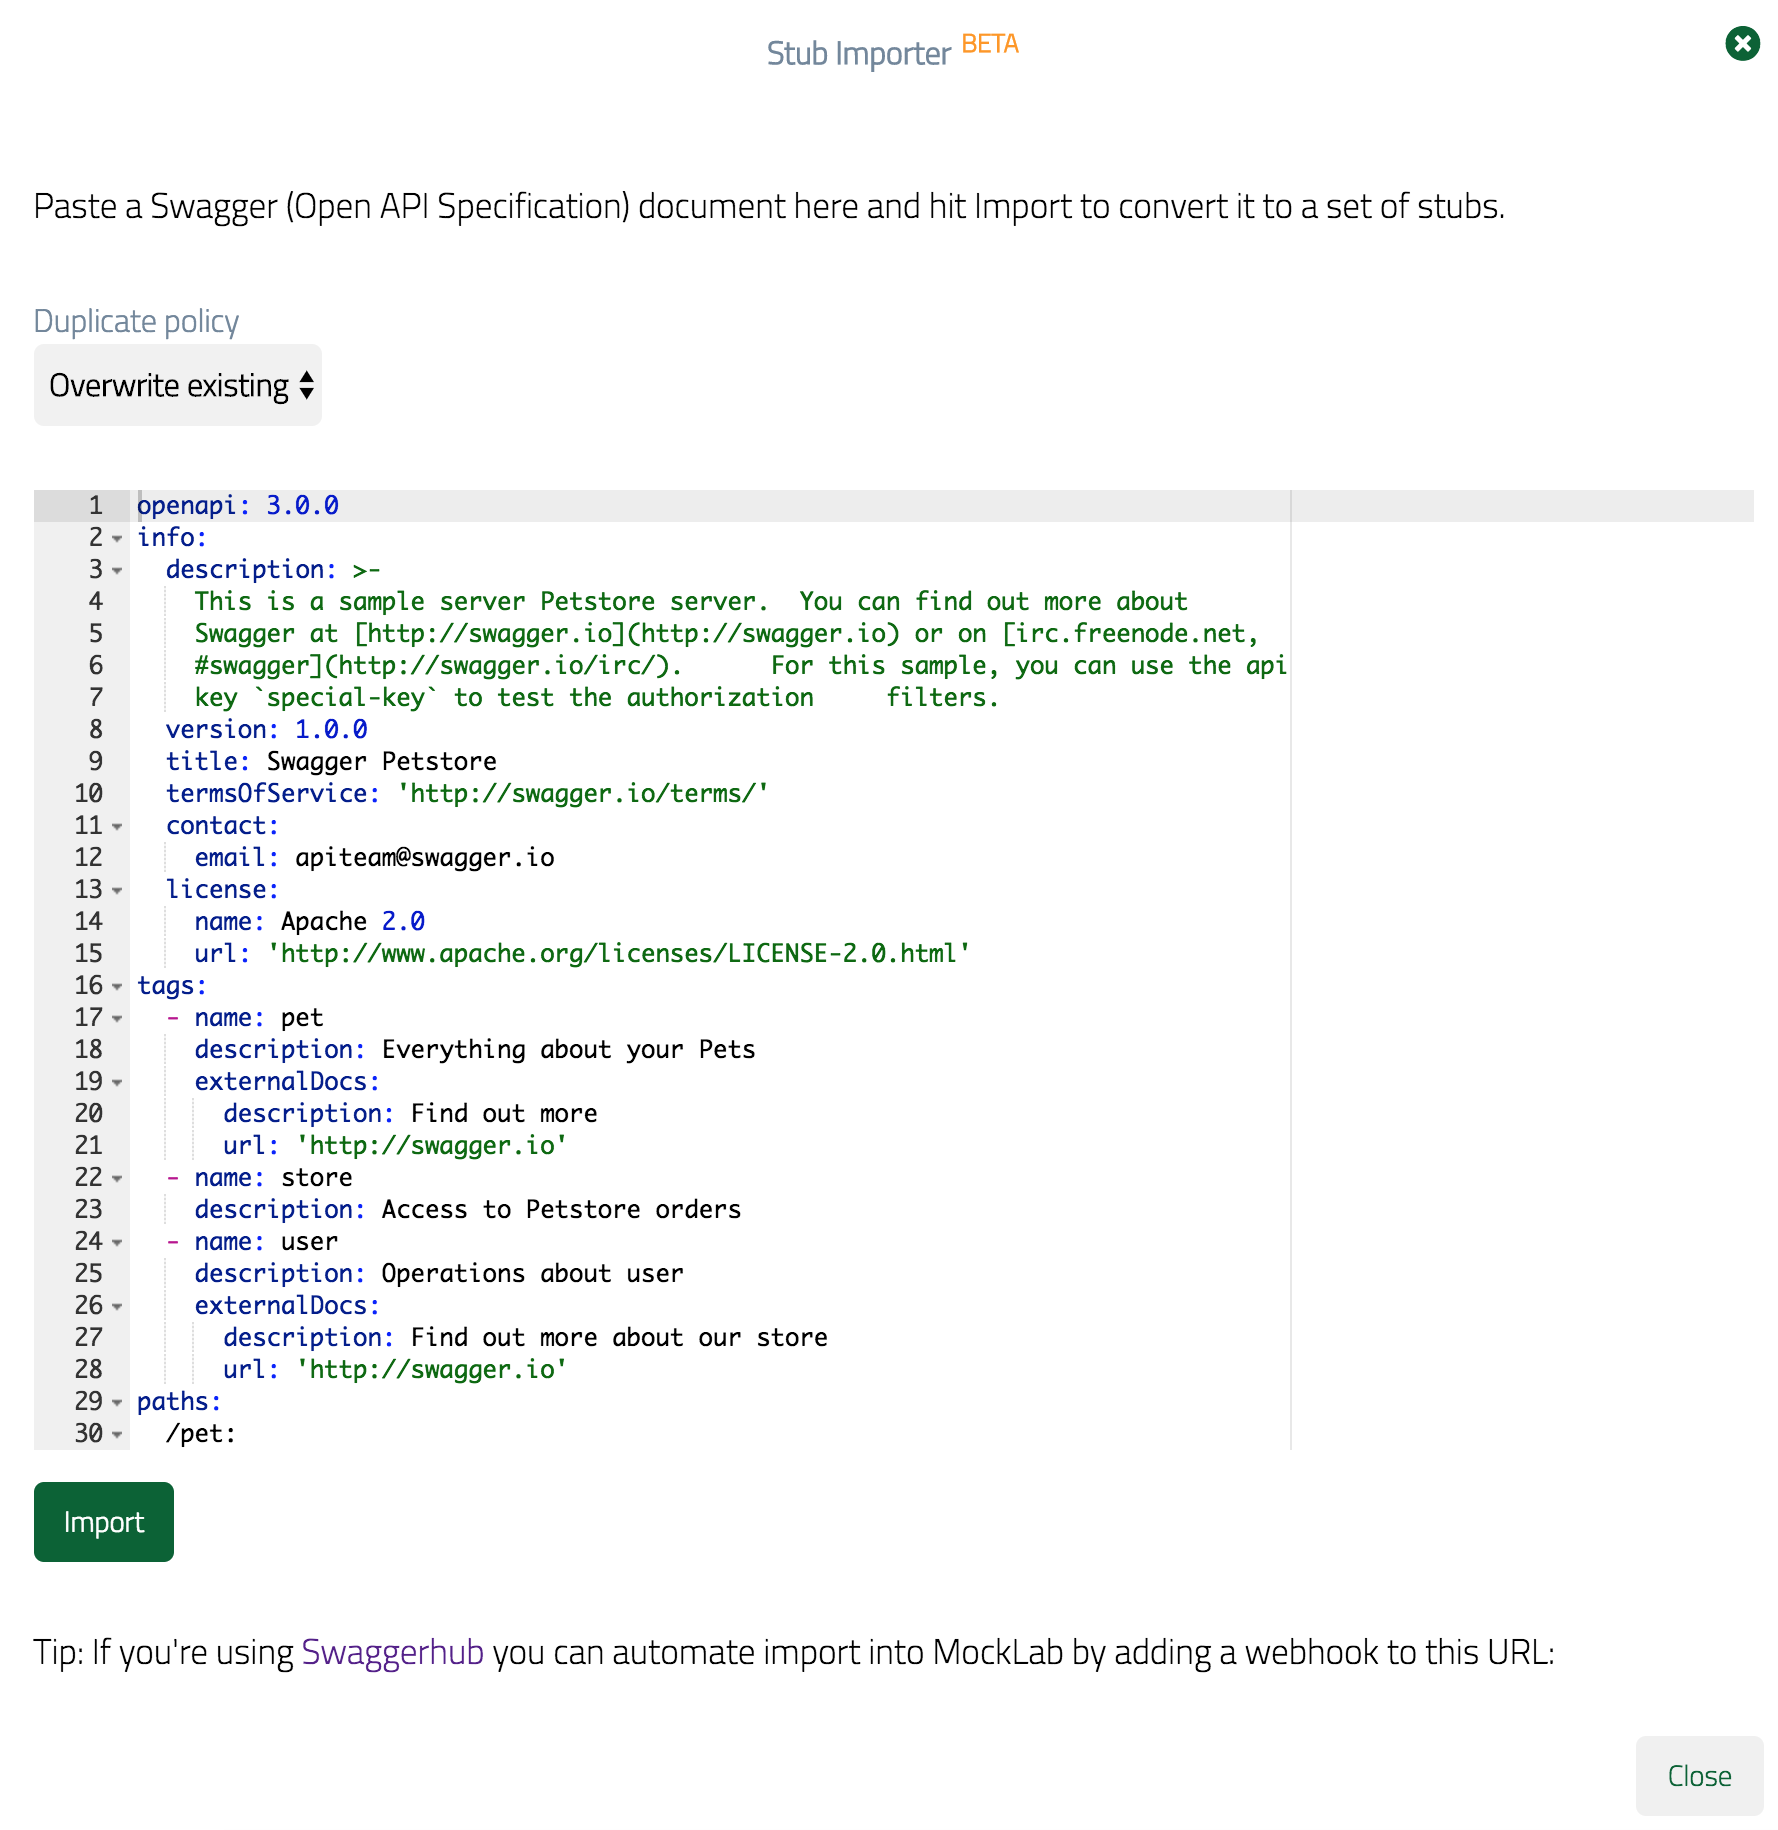 Stub Importer BETA
Paste a Swagger (Open API Specification) document here and hit Import to convert it to a set of stubs.
Duplicate policy
Overwrite existing
1 openapi: 3.0.0
2 info:
3   description: >-
4     This is a sample server Petstore server.  You can find out more about
5     Swagger at [http://swagger.io](http://swagger.io) or on [irc.freenode.net,
6     #swagger](http://swagger.io/irc/).      For this sample, you can use the api
7     key `special-key` to test the authorization     filters.
8   version: 1.0.0
9   title: Swagger Petstore
10   termsOfService: 'http://swagger.io/terms/'
11   contact:
12     email: apiteam@swagger.io
13   license:
14     name: Apache 2.0
15     url: 'http://www.apache.org/licenses/LICENSE-2.0.html'
16 tags:
17   - name: pet
18     description: Everything about your Pets
19     externalDocs:
20       description: Find out more
21       url: 'http://swagger.io'
22   - name: store
23     description: Access to Petstore orders
24   - name: user
25     description: Operations about user
26     externalDocs:
27       description: Find out more about our store
28       url: 'http://swagger.io'
29 paths:
30   /pet:
Import
Tip: If you're using Swaggerhub you can automate import into MockLab by adding a webhook to this URL:
Close